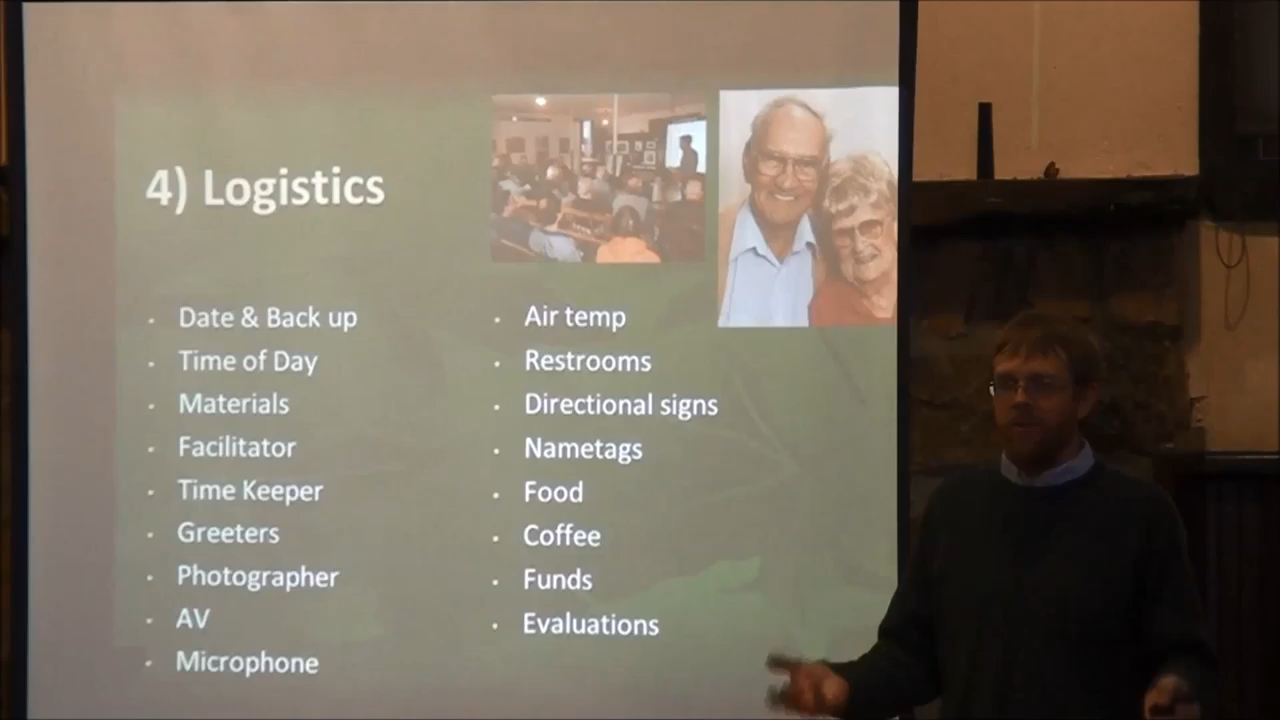 4) Logistics
Date & Back up
Time of Day
Materials
Facilitator
Time Keeper
Greeters
Photographer
AV
Microphone
Air temp
Restrooms
Directional signs
Nametags
Food
Coffee
Funds
Evaluations